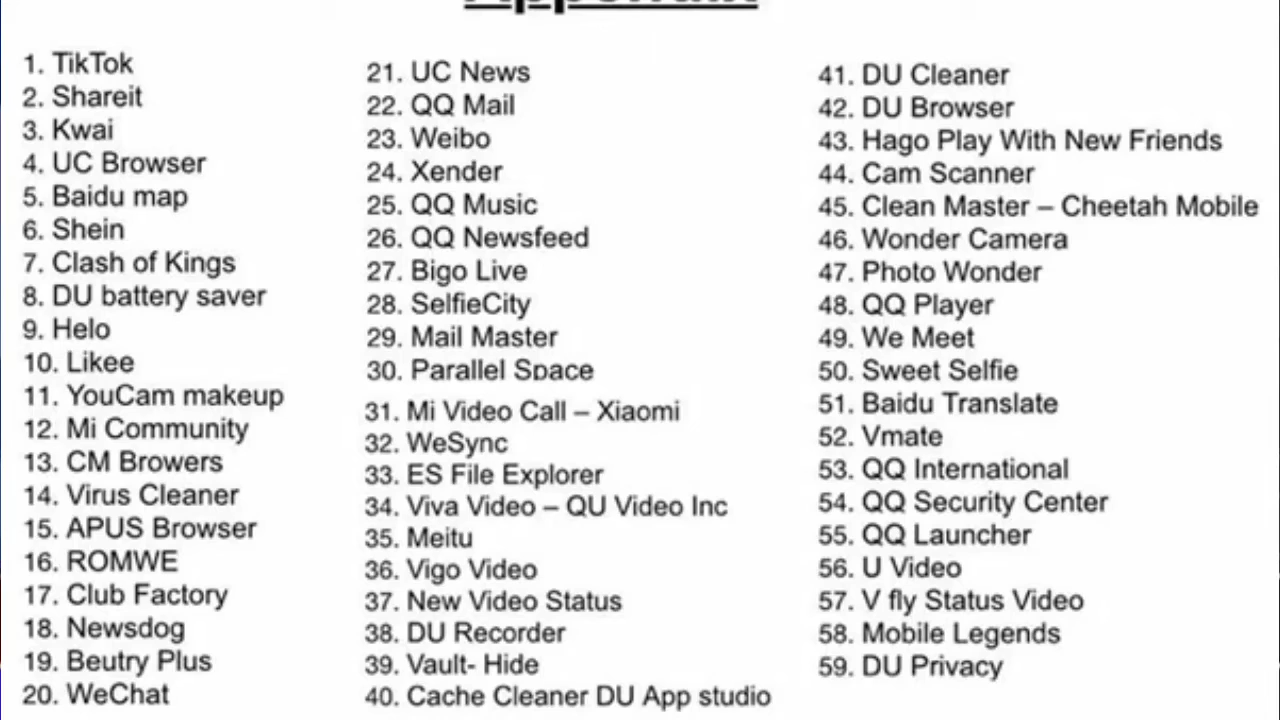 1. TikTok
2. Shareit
3. Kwai
4. UC Browser
5. Baidu map
6. Shein
7. Clash of Kings
8. DU battery saver
9. Helo
10. Likee
11. YouCam makeup
12. Mi Community
13. CM Browers
14. Virus Cleaner
15. APUS Browser
16. ROMWE
17. Club Factory
18. Newsdog
19. Beutry Plus
20. WeChat
21. UC News
22. QQ Mail
23. Weibo
24. Xender
25. QQ Music
26. QQ Newsfeed
27. Bigo Live
28. SelfieCity
29. Mail Master
30. Parallel Space
31. Mi Video Call – Xiaomi
32. WeSync
33. ES File Explorer
34. Viva Video – QU Video Inc
35. Meitu
36. Vigo Video
37. New Video Status
38. DU Recorder
39. Vault- Hide
40. Cache Cleaner DU App studio
41. DU Cleaner
42. DU Browser
43. Hago Play With New Friends
44. Cam Scanner
45. Clean Master – Cheetah Mobile
46. Wonder Camera
47. Photo Wonder
48. QQ Player
49. We Meet
50. Sweet Selfie
51. Baidu Translate
52. Vmate
53. QQ International
54. QQ Security Center
55. QQ Launcher
56. U Video
57. V fly Status Video
58. Mobile Legends
59. DU Privacy